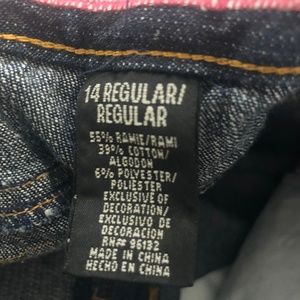 14 REGULAR/
REGULAR
55% RAMIE/RAMI
39% COTTON/
ALGODON
6% POLYESTER/
POLIESTER
EXCLUSIVE OF
DECORATION/
EXCLUSIVO DE
DECORACION
RN# 96132
MADE IN CHINA
HECHO EN CHINA